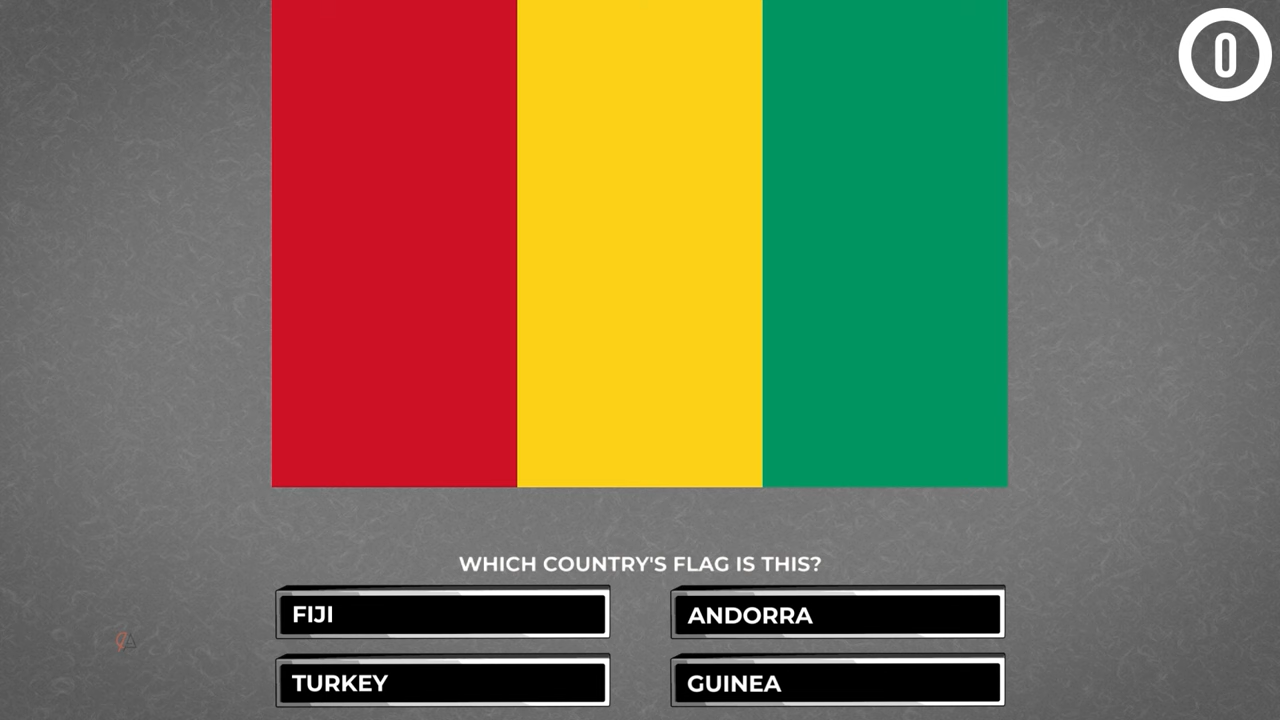 0
WHICH COUNTRY'S FLAG IS THIS?
FIJI
ANDORRA
TURKEY
GUINEA